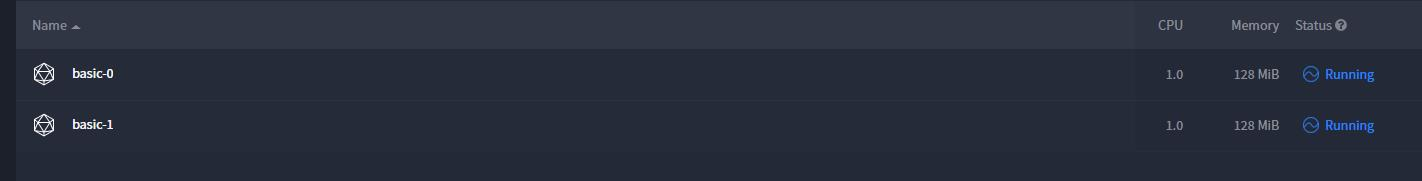 Name CPU Memory Status
basic-0 1.0 128 MiB Running
basic-1 1.0 128 MiB Running